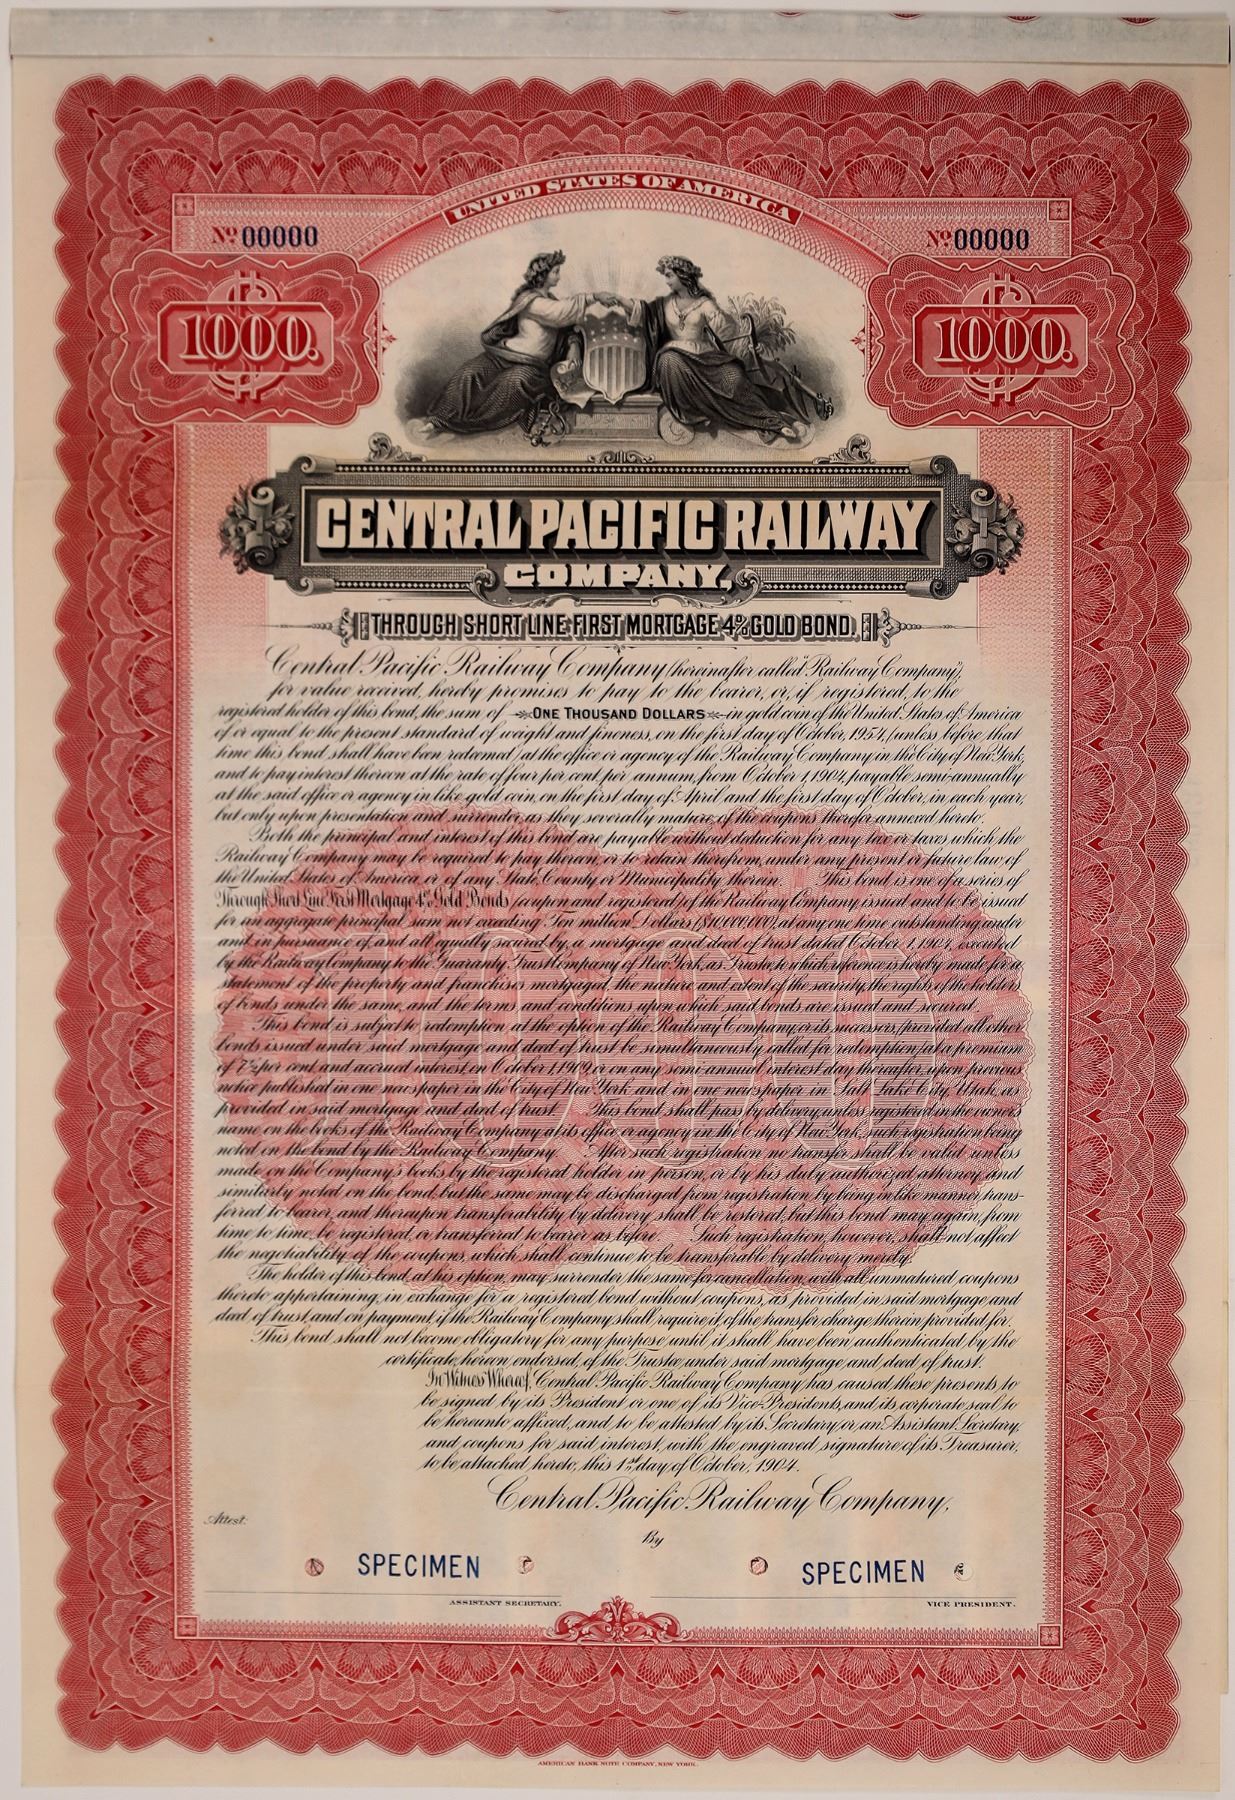 UNITED STATES OF AMERICA
No. 00000
No. 00000
1000.
1000.
CENTRAL PACIFIC RAILWAY
COMPANY,
THROUGH SHORT LINE FIRST MORTGAGE 4% GOLD BOND.
Central Pacific Railway Company (hereinafter called "Railway Company"),
for value received, hereby promises to pay to the bearer, or, if registered, to the
registered holder of this bond, the sum of ONE THOUSAND DOLLARS in gold coin of the United States of America
of or equal to the present standard of weight and fineness, on the first day of October, 1954, (unless before that
time this bond shall have been redeemed) at the office or agency of the Railway Company in the City of New York,
and to pay interest thereon at the rate of four per cent. per annum, from October 1, 1904, payable semi-annually
at the said office or agency in like gold coin, on the first day of April and the first day of October, in each year,
but only upon presentation and surrender, as they severally mature, of the coupons therefor annexed hereto.
Both the principal and interest of this bond are payable without deduction for any tax or taxes which the
Railway Company may be required to pay thereon, or to retain therefrom, under any present or future law of
the United States of America, or of any State, County or Municipality therein. This bond is one of a series of
Through Short Line First Mortgage 4% Gold Bonds (coupon and registered) of the Railway Company issued and to be issued
for an aggregate principal sum not exceeding Ten million Dollars ($10,000,000) at any one time outstanding, under
and in pursuance of, and all equally secured by, a mortgage and deed of trust dated October 1, 1904, executed
by the Railway Company to the Guaranty Trust Company of New York, as Trustee, to which reference is hereby made for a
statement of the property and franchises mortgaged, the nature and extent of the security, the rights of the holders
of bonds under the same, and the terms and conditions upon which said bonds are issued and secured.
This bond is subject to redemption at the option of the Railway Company, or its successors, (provided all other
bonds issued under said mortgage and deed of trust be simultaneously called for redemption) at a premium
of 7½ per cent. and accrued interest, on October 1, 1909, or on any semi-annual interest day thereafter, upon previous
notice published in one newspaper in the City of New York and in one newspaper in Salt Lake City, Utah, as
provided in said mortgage and deed of trust. This bond shall pass by delivery, unless registered in the owner's
name on the books of the Railway Company at its office or agency in the City of New York, such registration being
noted on the bond by the Railway Company. After such registration no transfer shall be valid unless
made on the Company's books by the registered holder in person, or by his duly authorized attorney, and
similarly noted on the bond, but the same may be discharged from registration by being in like manner trans-
ferred to bearer, and thereupon transferability by delivery shall be restored, but this bond may again, from
time to time, be registered, or transferred to bearer as before. Such registration, however, shall not affect
the negotiability of the coupons, which shall continue to be transferable by delivery merely.
The holder of this bond, at his option, may surrender the same for cancellation, with all unmatured coupons
thereto appertaining, in exchange for a registered bond without coupons, as provided in said mortgage and
deed of trust, and on payment, if the Railway Company shall require it, of the transfer charge therein provided for.
This bond shall not become obligatory for any purpose until it shall have been authenticated by the
certificate, hereon endorsed, of the Trustee, under said mortgage and deed of trust.
In Witness Whereof, Central Pacific Railway Company has caused these presents to
be signed by its President or one of its Vice-Presidents, and its corporate seal to
be hereunto affixed, and to be attested by its Secretary, or an Assistant Secretary,
and coupons for said interest, with the engraved signature of its Treasurer,
to be attached hereto, this 1st day of October, 1904.
Central Pacific Railway Company,
Attest:
By
SPECIMEN
SPECIMEN
ASSISTANT SECRETARY.
VICE PRESIDENT.
AMERICAN BANK NOTE COMPANY, NEW YORK.